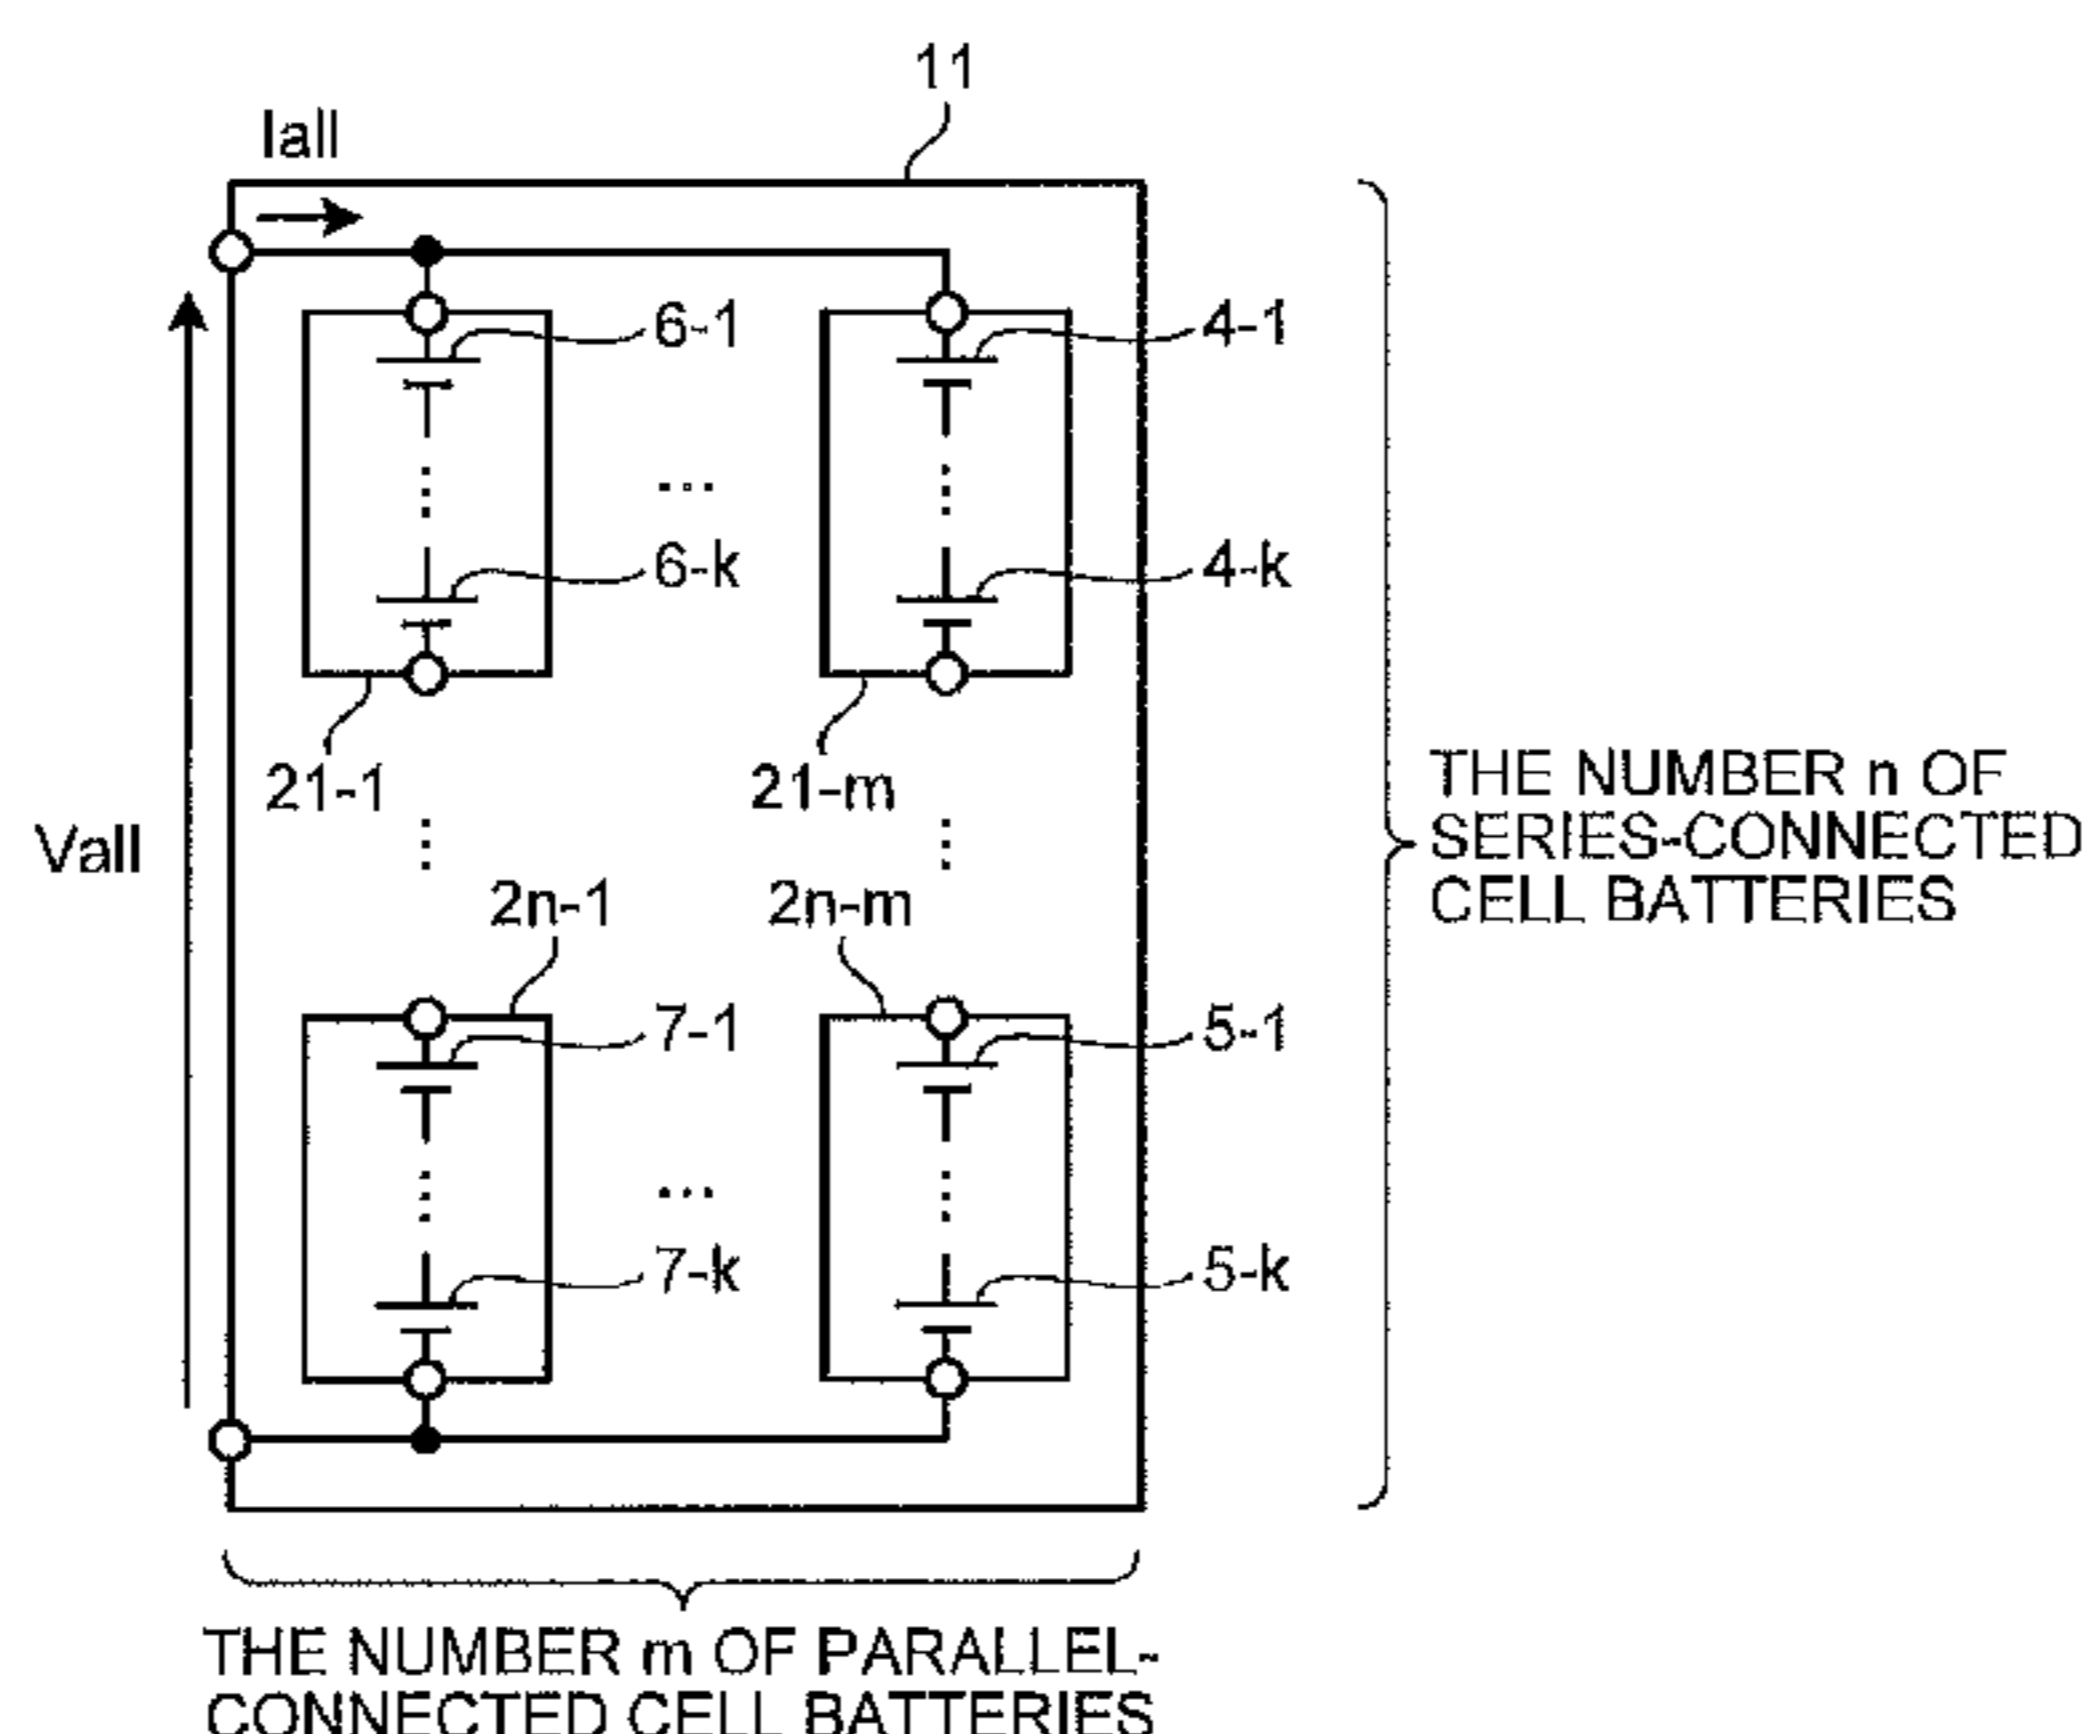 11
Iall
6-1
4-1
6-k
4-k
21-1
21-m
Vall
THE NUMBER n OF
SERIES-CONNECTED
CELL BATTERIES
2n-1
2n-m
7-1
5-1
7-k
5-k
THE NUMBER m OF PARALLEL-
CONNECTED CELL BATTERIES